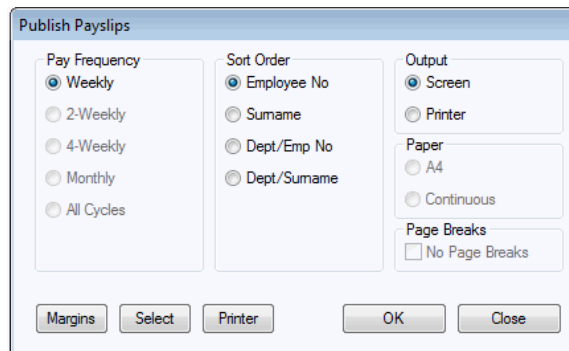 Publish Payslips
Pay Frequency
Weekly
2-Weekly
4-Weekly
Monthly
All Cycles
Sort Order
Employee No
Surname
Dept/Emp No
Dept/Surname
Output
Screen
Printer
Paper
A4
Continuous
Page Breaks
No Page Breaks
Margins
Select
Printer
OK
Close